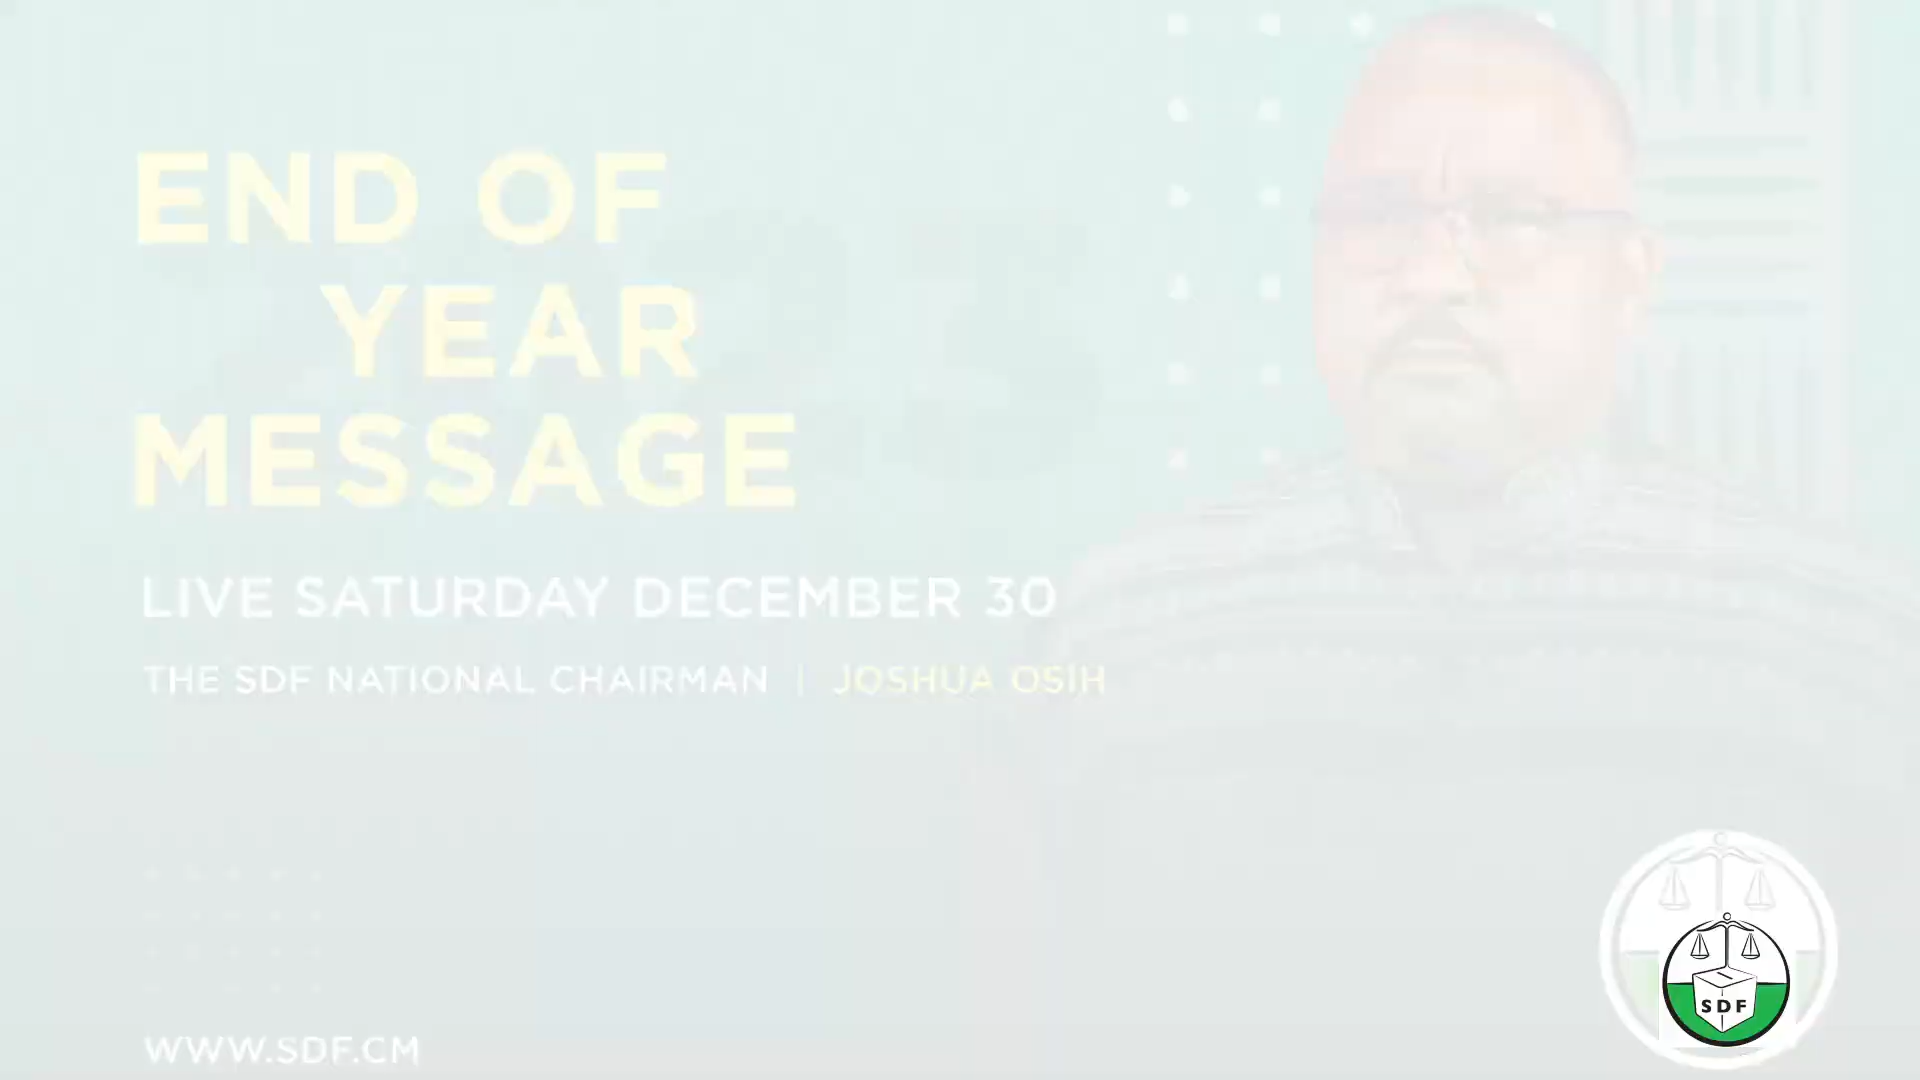 END OF
YEAR
MESSAGE
LIVE SATURDAY DECEMBER 30
THE SDF NATIONAL CHAIRMAN | JOSHUA OSIH
WWW.SDF.CM
SDF